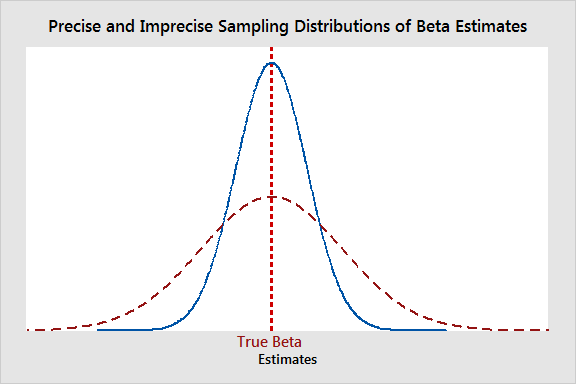 Precise and Imprecise Sampling Distributions of Beta Estimates
True Beta
Estimates